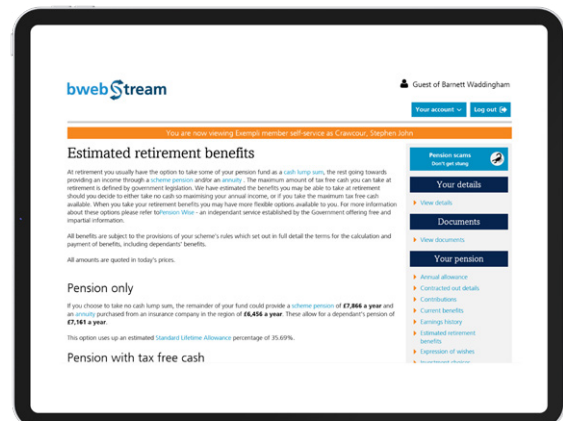 bwebStream
Guest of Barnett Waddingham
Your account
Log out
You are now viewing Exempli member self-service as Crawcour, Stephen John
Estimated retirement benefits
At retirement you usually have the option to take some of your pension fund as a cash lump sum, the rest going towards
providing an income through a scheme pension and/or an annuity . The maximum amount of tax free cash you can take at
retirement is defined by government legislation. We have estimated the benefits you may be able to take at retirement
should you decide to either take no cash so maximising your annual income, or if you take the maximum tax free cash
available. When you take your retirement benefits you may have more flexible options available to you. For more information
about these options please refer toPension Wise - an independant service established by the Government offering free and
impartial information.
All benefits are subject to the provisions of your scheme's rules which set out in full detail the terms for the calculation and
payment of benefits, including dependants' benefits.
All amounts are quoted in today's prices.
Pension only
If you choose to take no cash lump sum, the remainder of your fund could provide a scheme pension of £7,866 a year and
an annuity purchased from an insurance company in the region of £6,456 a year. These allow for a dependant's pension of
£7,161 a year.
This option uses up an estimated Standard Lifetime Allowance percentage of 35.69%.
Pension with tax free cash
Pension scams
Don't get stung
Your details
View details
Documents
View documents
Your pension
Annual allowance
Contracted out details
Contributions
Current benefits
Earnings history
Estimated retirement
benefits
Expression of wishes
Investment choices